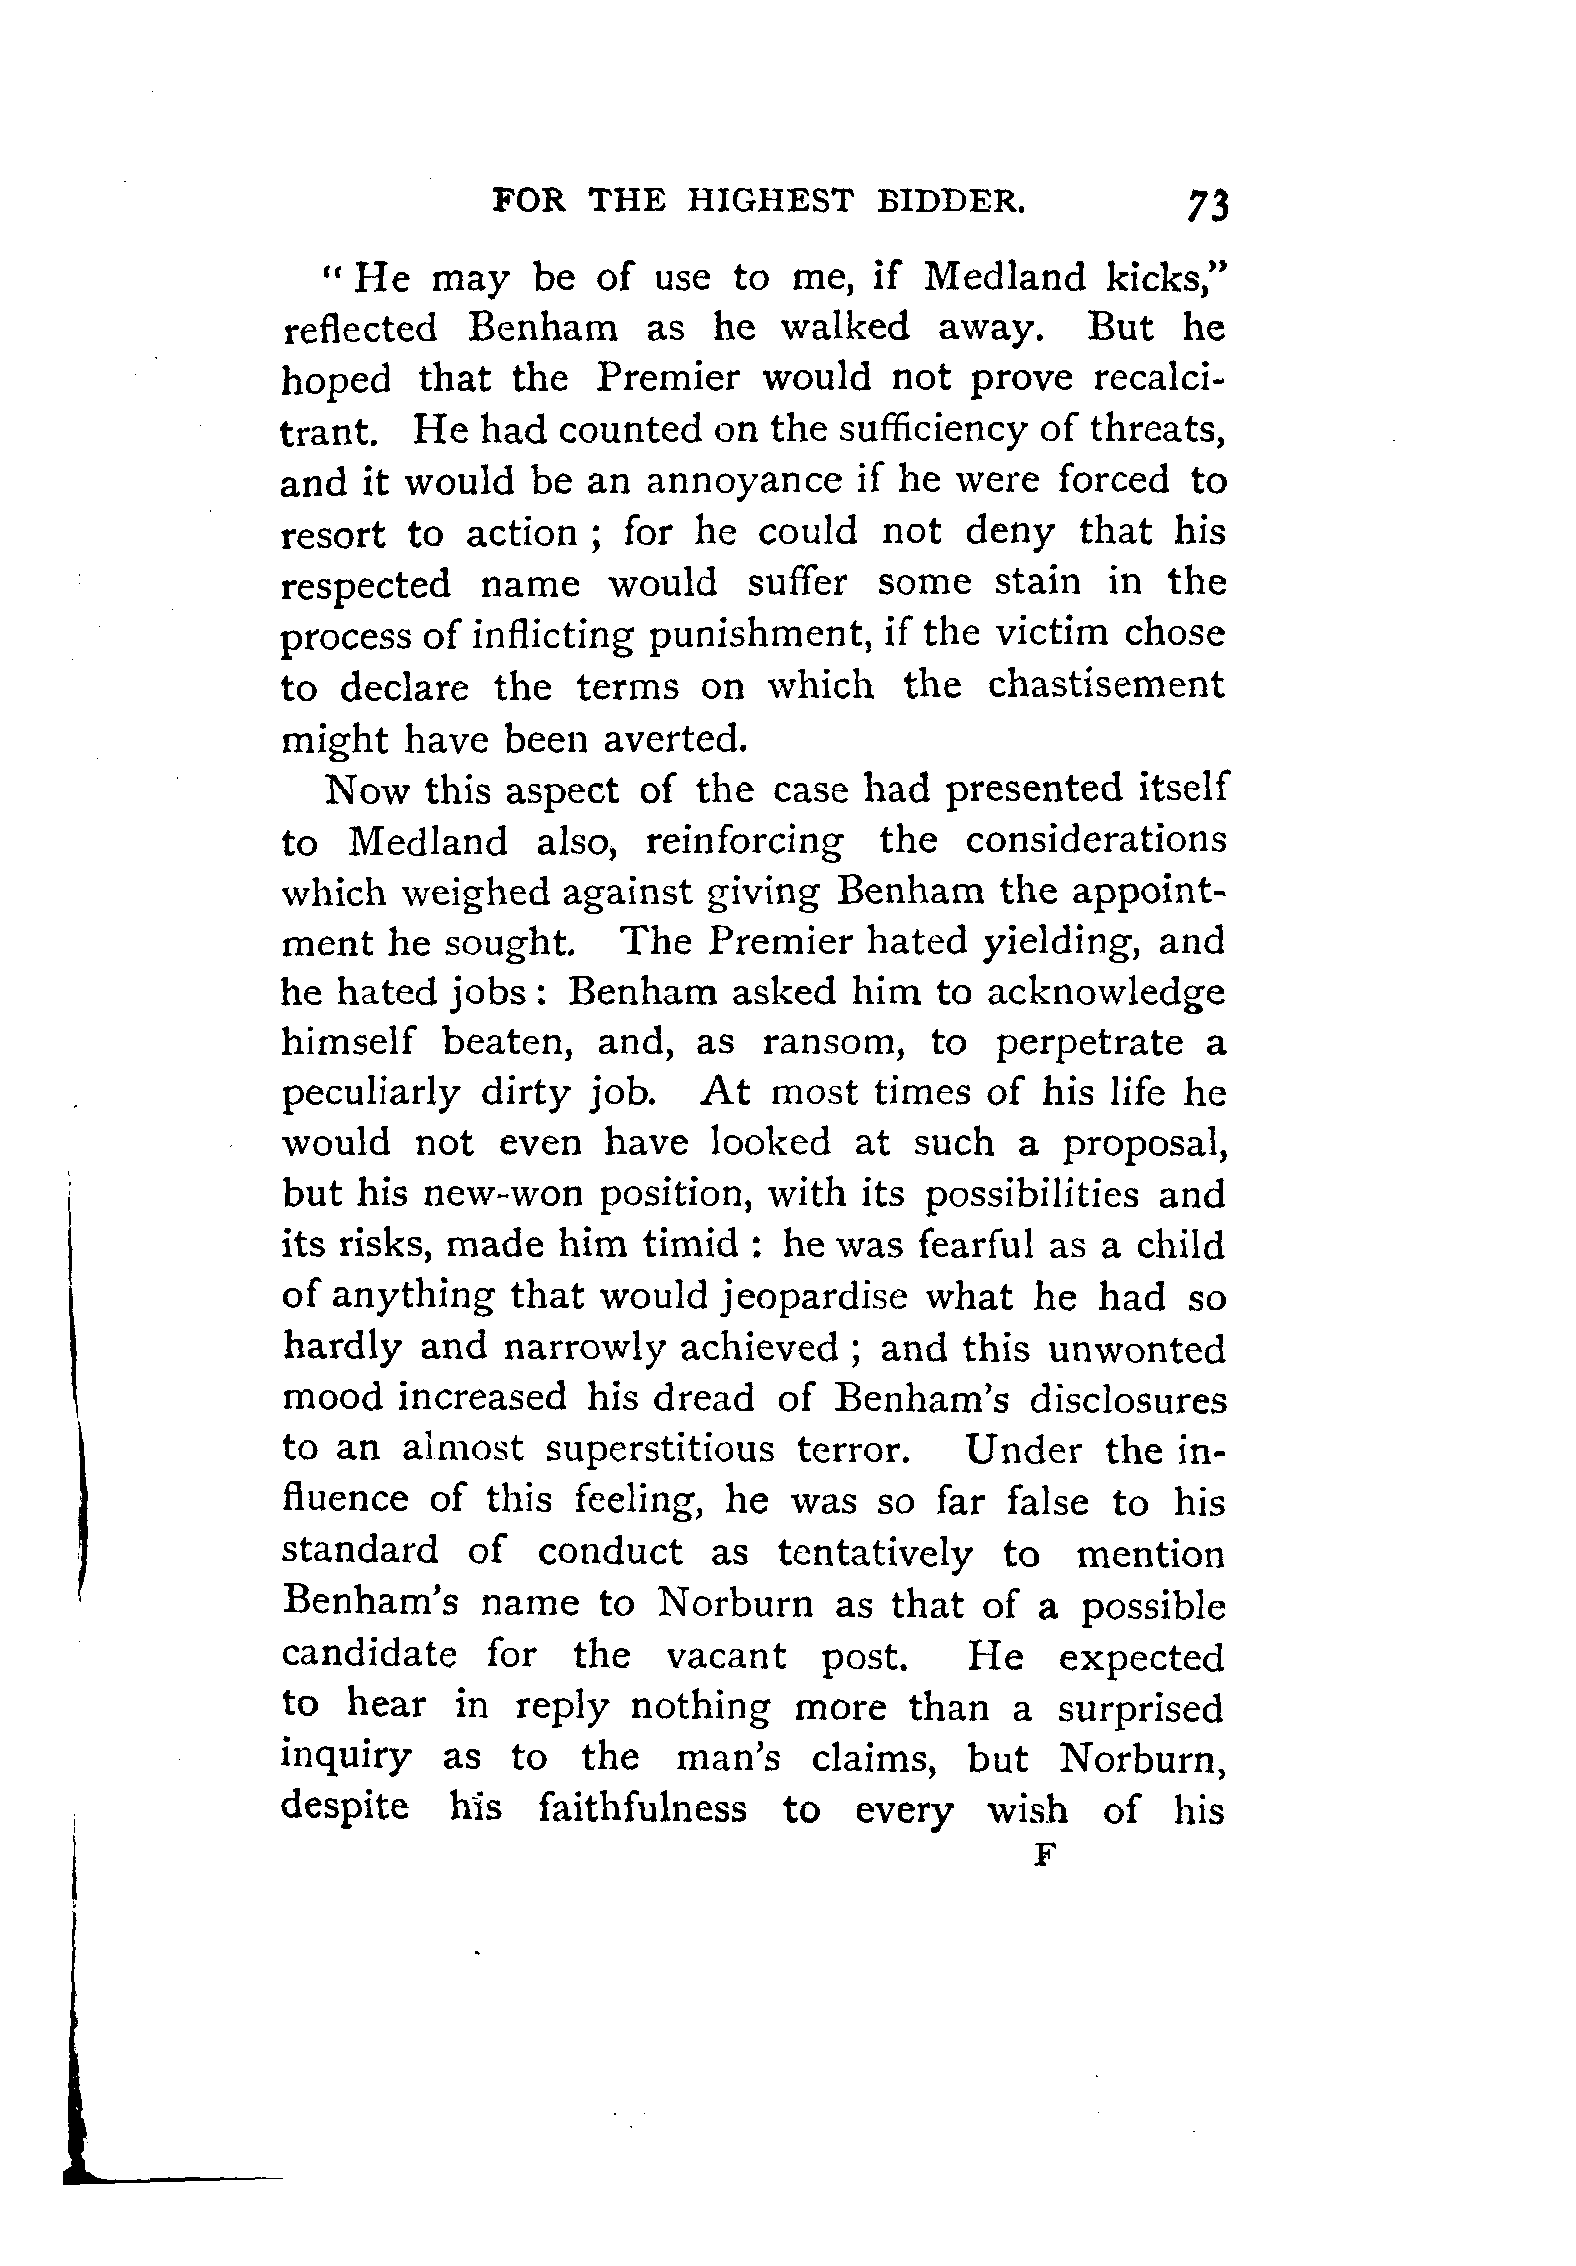 FOR THE HIGHEST BIDDER. 73
" He may be of use to me, if Medland kicks,"
reflected Benham as he walked away. But he
hoped that the Premier would not prove recalci-
trant. He had counted on the sufficiency of threats,
and it would be an annoyance if he were forced to
resort to action ; for he could not deny that his
respected name would suffer some stain in the
process of inflicting punishment, if the victim chose
to declare the terms on which the chastisement
might have been averted.
Now this aspect of the case had presented itself
to Medland also, reinforcing the considerations
which weighed against giving Benham the appoint-
ment he sought. The Premier hated yielding, and
he hated jobs : Benham asked him to acknowledge
himself beaten, and, as ransom, to perpetrate a
peculiarly dirty job. At most times of his life he
would not even have looked at such a proposal,
but his new-won position, with its possibilities and
its risks, made him timid : he was fearful as a child
of anything that would jeopardise what he had so
hardly and narrowly achieved ; and this unwonted
mood increased his dread of Benham's disclosures
to an almost superstitious terror. Under the in-
fluence of this feeling, he was so far false to his
standard of conduct as tentatively to mention
Benham's name to Norburn as that of a possible
candidate for the vacant post. He expected
to hear in reply nothing more than a surprised
inquiry as to the man's claims, but Norburn,
despite his faithfulness to every wish of his
F